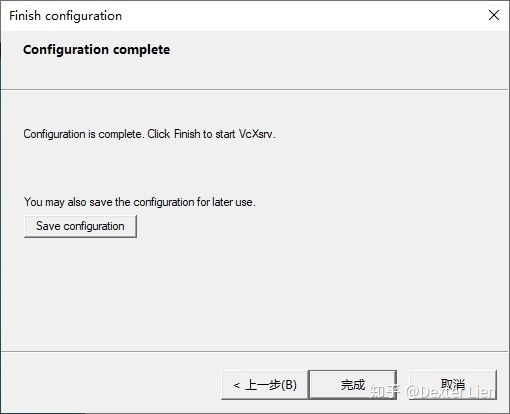 Finish configuration
Configuration complete
Configuration is complete. Click Finish to start VcXsrv.
You may also save the configuration for later use.
Save configuration
< 上一步(B)
完成
取消
知乎 @Dexter Lien